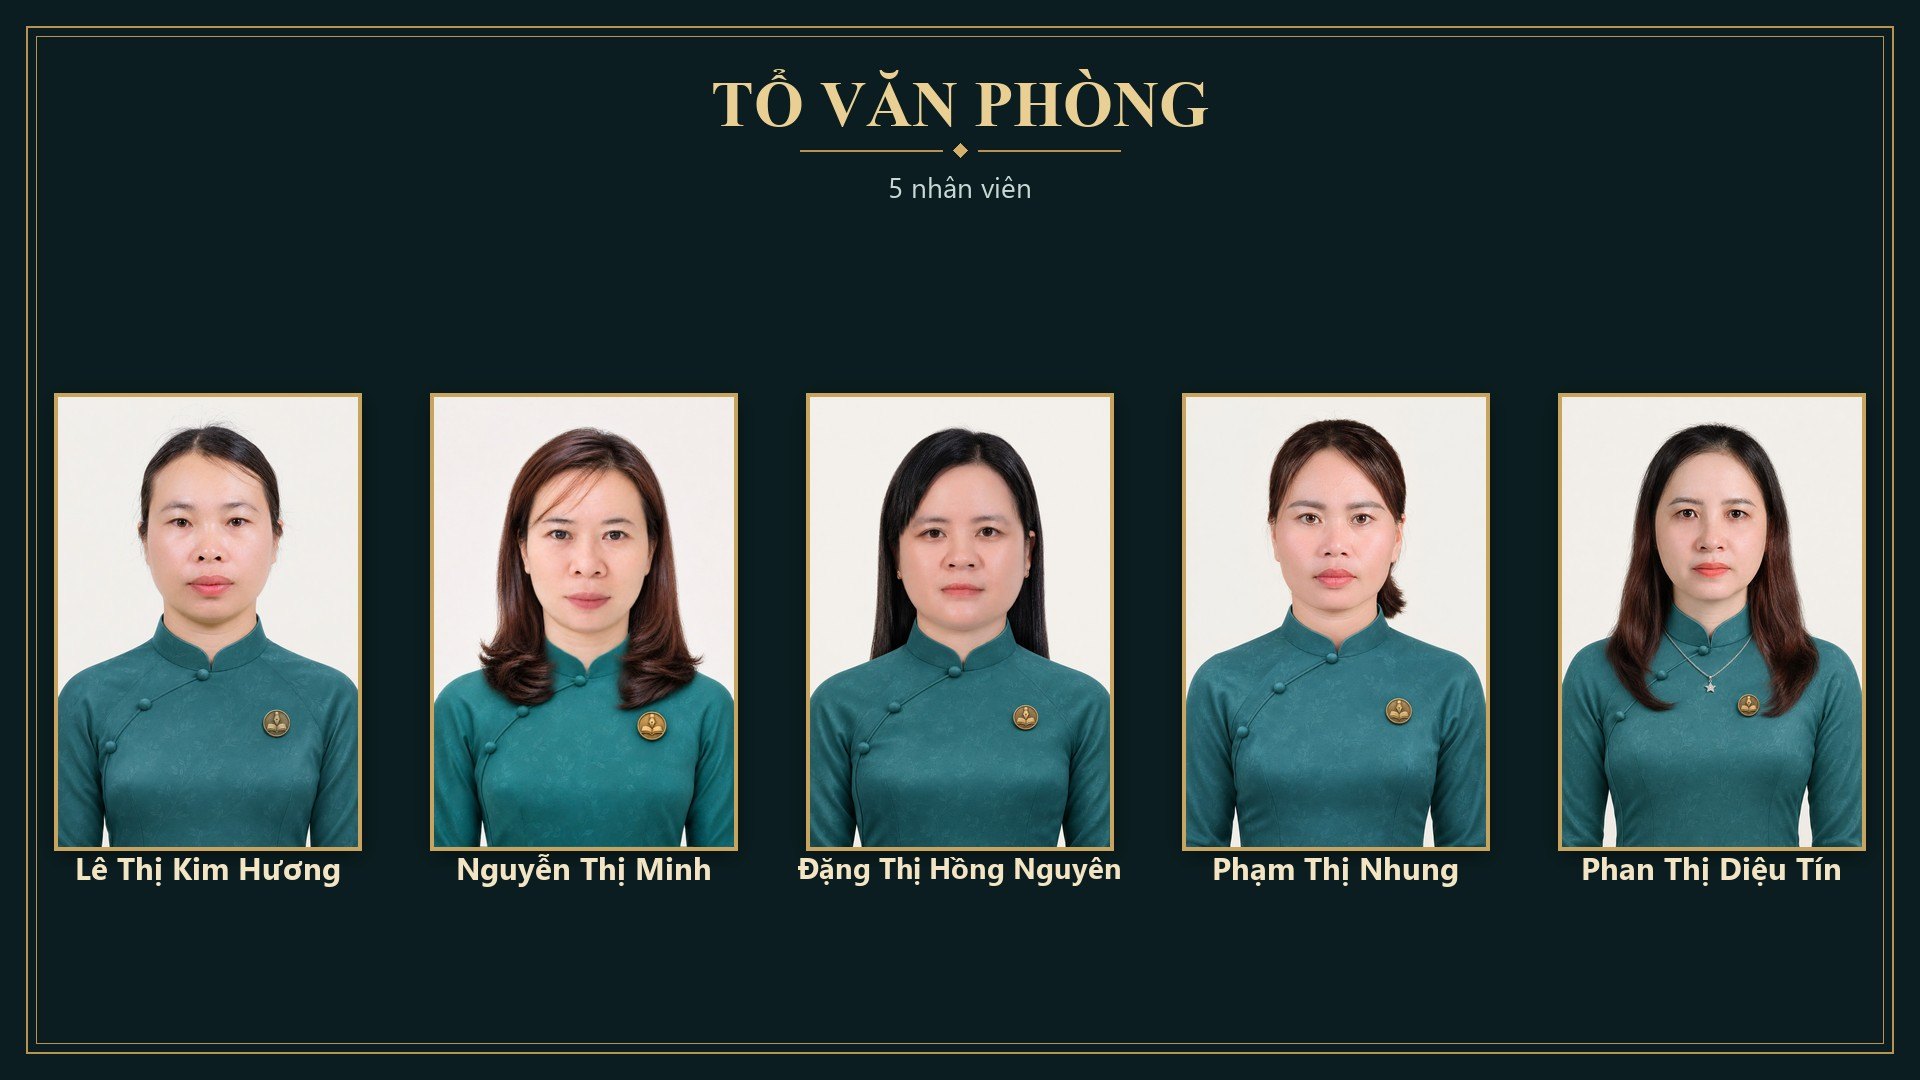 TỔ VĂN PHÒNG
5 nhân viên
Lê Thị Kim Hương
Nguyễn Thị Minh
Đặng Thị Hồng Nguyên
Phạm Thị Nhung
Phan Thị Diệu Tín